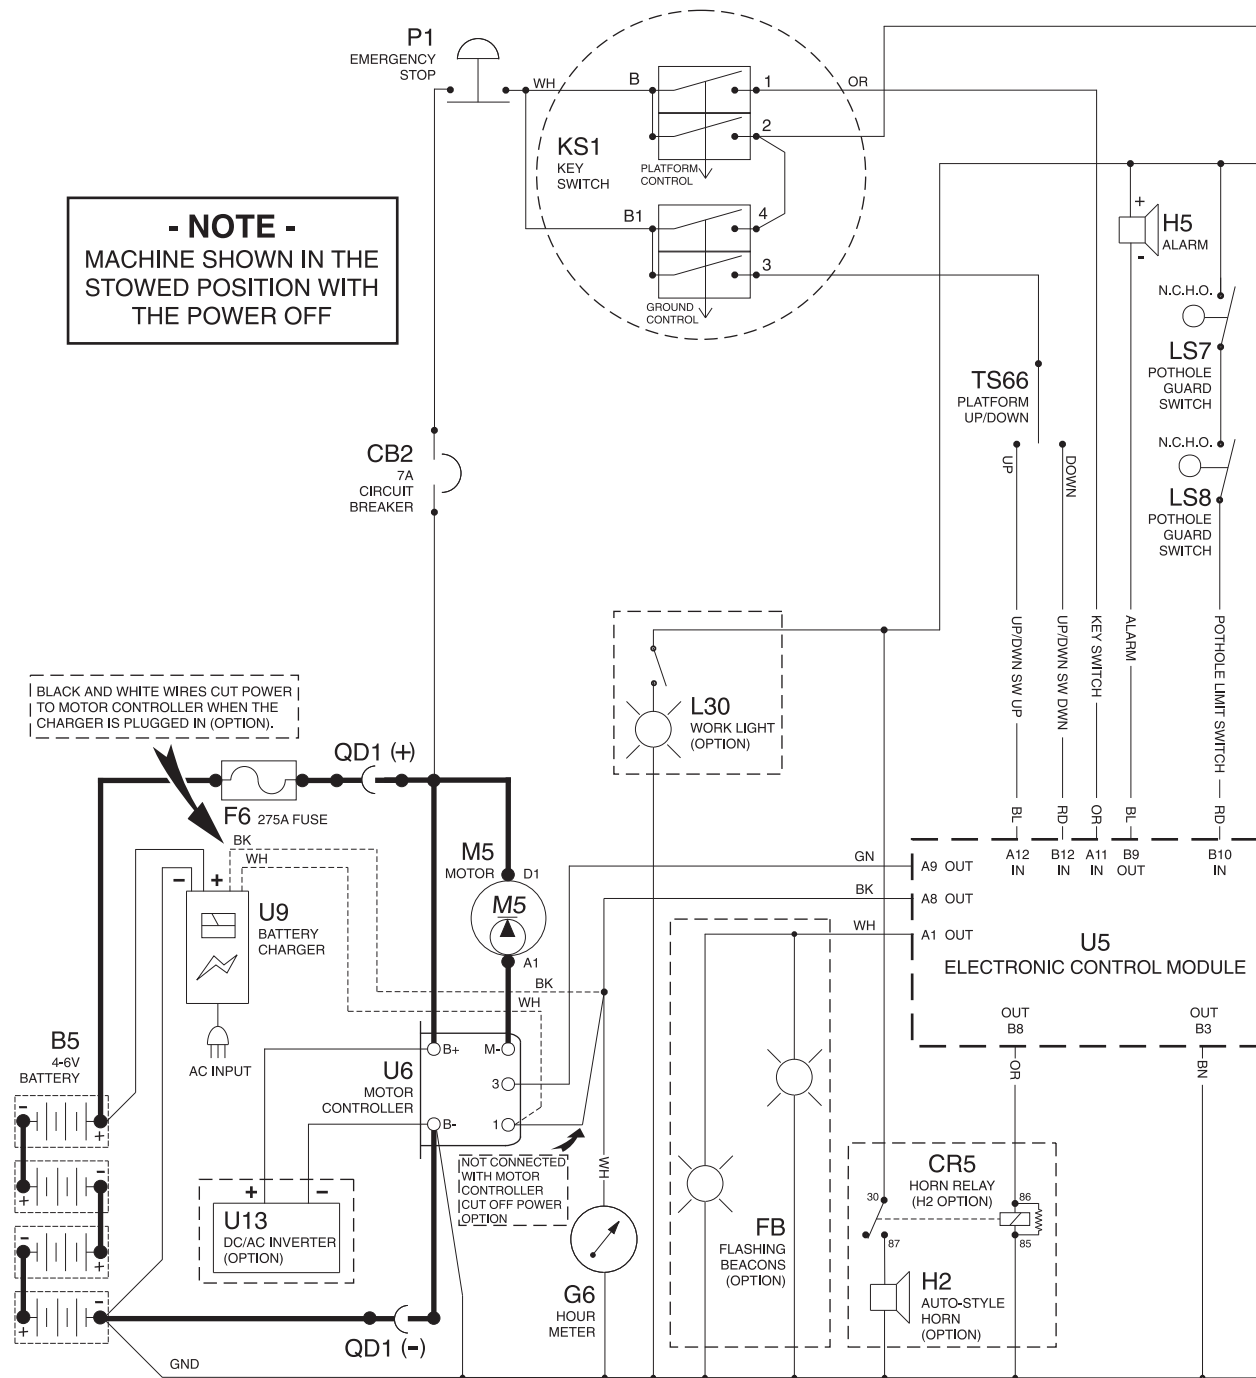 P1
EMERGENCY
STOP
WH
B
1
OR
2
KS1
KEY
SWITCH
PLATFORM
CONTROL
B1
4
3
GROUND
CONTROL
- NOTE -
MACHINE SHOWN IN THE
STOWED POSITION WITH
THE POWER OFF
+
H5
ALARM
-
N.C.H.O.
LS7
POTHOLE
GUARD
SWITCH
TS66
PLATFORM
UP/DOWN
UP
DOWN
N.C.H.O.
LS8
POTHOLE
GUARD
SWITCH
CB2
7A
CIRCUIT
BREAKER
UP/DWN SW UP
UP/DWN SW DWN
KEY SWITCH
ALARM
POTHOLE LIMIT SWITCH
BLACK AND WHITE WIRES CUT POWER
TO MOTOR CONTROLLER WHEN THE
CHARGER IS PLUGGED IN (OPTION).
L30
WORK LIGHT
(OPTION)
QD1 (+)
F6 275A FUSE
BK
WH
BL
RD
OR
BL
RD
M5
MOTOR
D1
M5
A1
GN
BK
WH
A12
IN
B12
IN
A11
IN
B9
OUT
B10
IN
A9 OUT
A8 OUT
A1 OUT
U5
ELECTRONIC CONTROL MODULE
OUT
B8
OUT
B3
- +
U9
BATTERY
CHARGER
AC INPUT
BK
WH
B5
4-6V
BATTERY
-
+
+
-
-
+
+
-
B+
M-
3
B-
1
U6
MOTOR
CONTROLLER
NOT CONNECTED
WITH MOTOR
CONTROLLER
CUT OFF POWER
OPTION
WH
+ -
U13
DC/AC INVERTER
(OPTION)
G6
HOUR
METER
FB
FLASHING
BEACONS
(OPTION)
OR
BN
CR5
HORN RELAY
(H2 OPTION)
30
86
87
85
H2
AUTO-STYLE
HORN
(OPTION)
QD1 (-)
GND